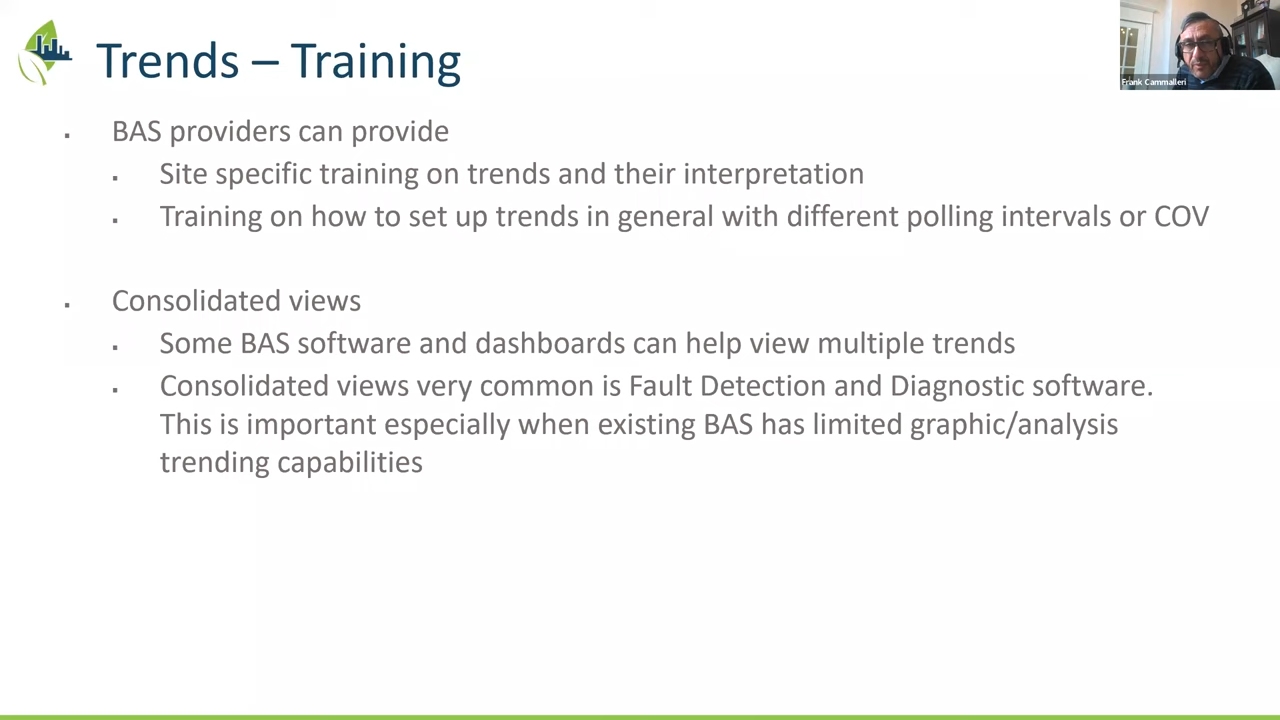 Trends – Training
Frank Cammalleri
▪ BAS providers can provide
▪ Site specific training on trends and their interpretation
▪ Training on how to set up trends in general with different polling intervals or COV
▪ Consolidated views
▪ Some BAS software and dashboards can help view multiple trends
▪ Consolidated views very common is Fault Detection and Diagnostic software.
This is important especially when existing BAS has limited graphic/analysis
trending capabilities